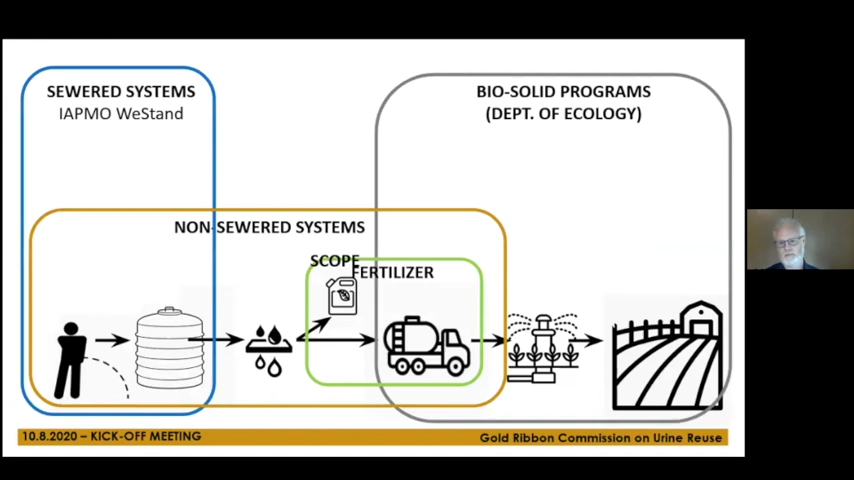 SEWERED SYSTEMS
IAPMO WeStand
BIO-SOLID PROGRAMS
(DEPT. OF ECOLOGY)
NON-SEWERED SYSTEMS
SCOPE
FERTILIZER
10.8.2020 – KICK-OFF MEETING
Gold Ribbon Commission on Urine Reuse